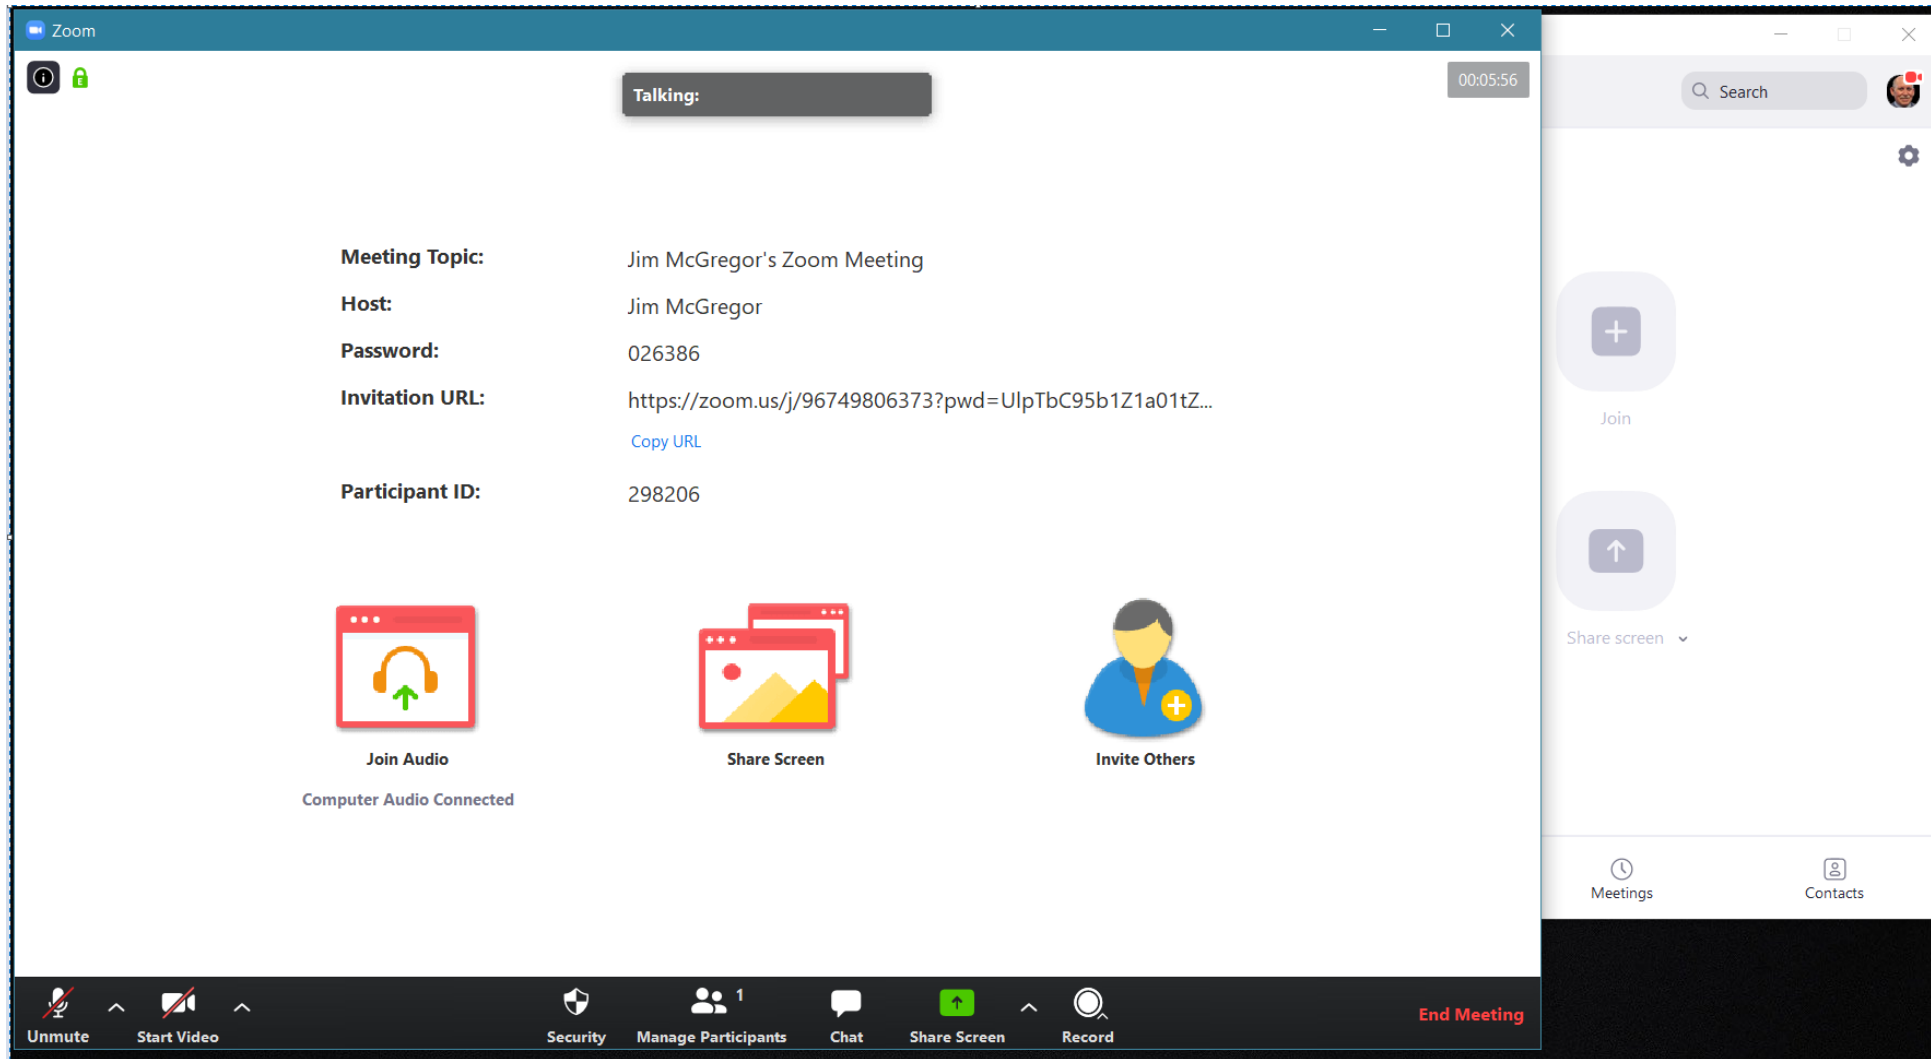 Zoom
Talking:
00:05:56
Search
Meeting Topic: Jim McGregor's Zoom Meeting
Host: Jim McGregor
Password: 026386
Invitation URL: https://zoom.us/j/96749806373?pwd=UlpTbC95b1Z1a01tZ...
Copy URL
Participant ID: 298206
Join Audio
Share Screen
Invite Others
Computer Audio Connected
Join
Share screen
Meetings
Contacts
Unmute
Start Video
Security
1
Manage Participants
Chat
Share Screen
Record
End Meeting